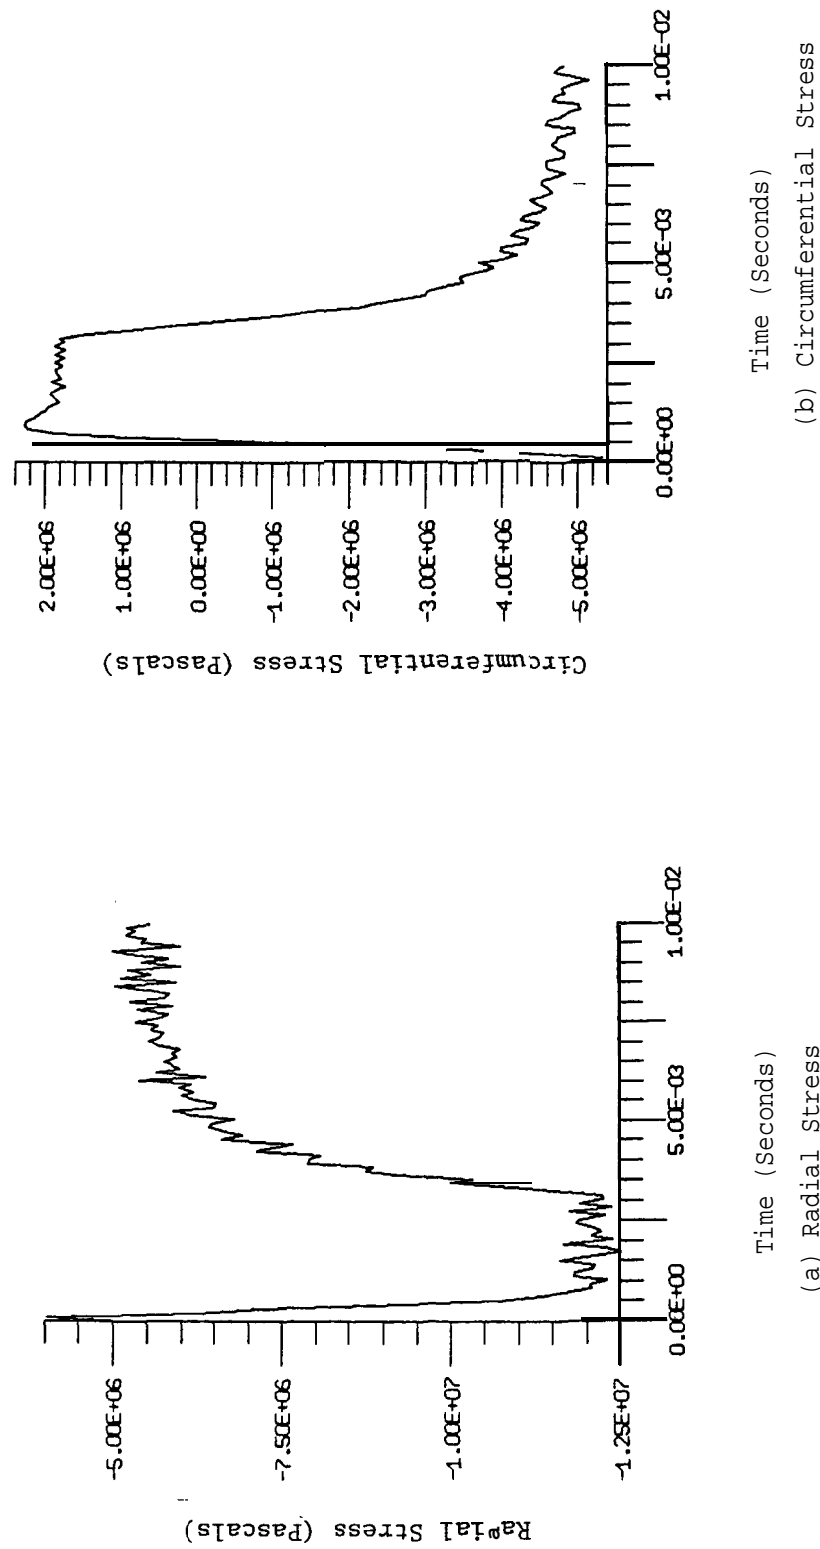 Radial Stress (Pascals)
-5.00E+06
-7.50E+06
-1.00E+07
-1.25E+07
0.00E+00
5.00E-03
1.00E-02
Time (Seconds)
(a) Radial Stress
Circumferential Stress (Pascals)
2.00E+06
1.00E+06
0.00E+00
-1.00E+06
-2.00E+06
-3.00E+06
-4.00E+06
-5.00E+06
0.00E+00
5.00E-03
1.00E-02
Time (Seconds)
(b) Circumferential Stress